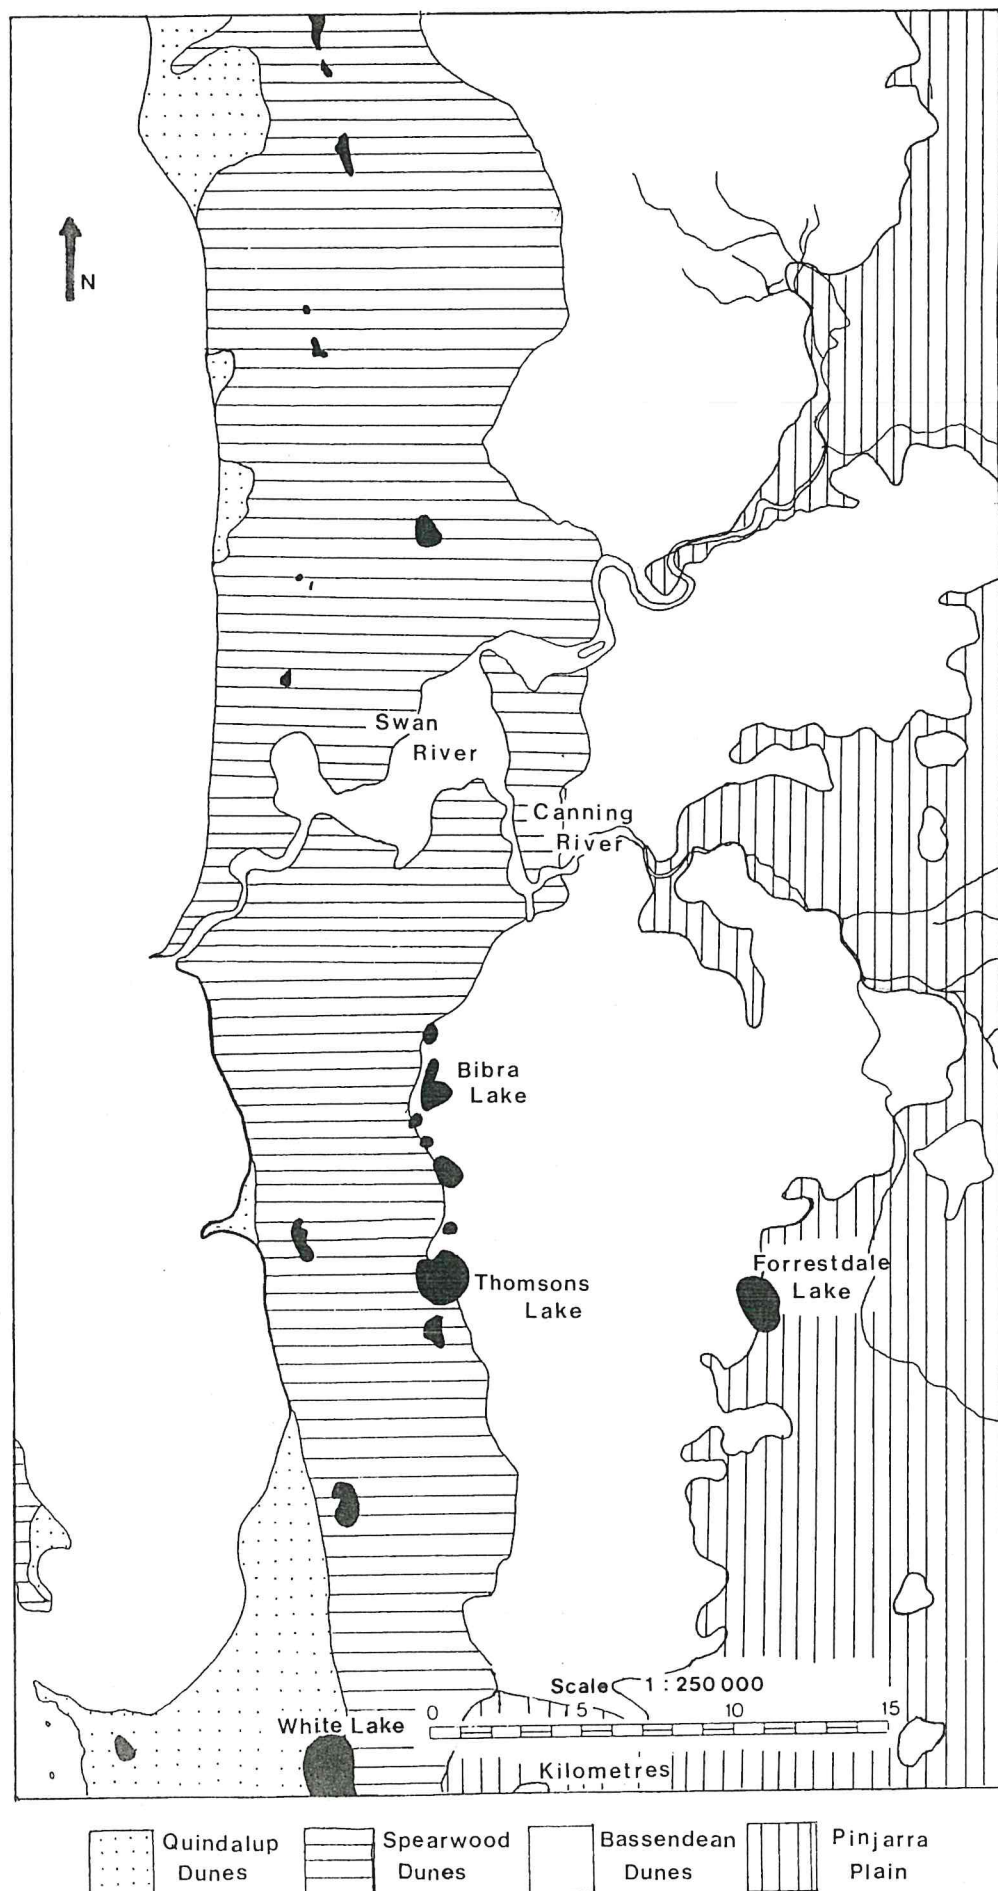 N
Swan
River
Canning
River
Bibra
Lake
Thomsons
Lake
Forrestdale
Lake
Scale 1 : 250 000
0 5 10 15
White Lake
Kilometres
Quindalup
Dunes
Spearwood
Dunes
Bassendean
Dunes
Pinjarra
Plain